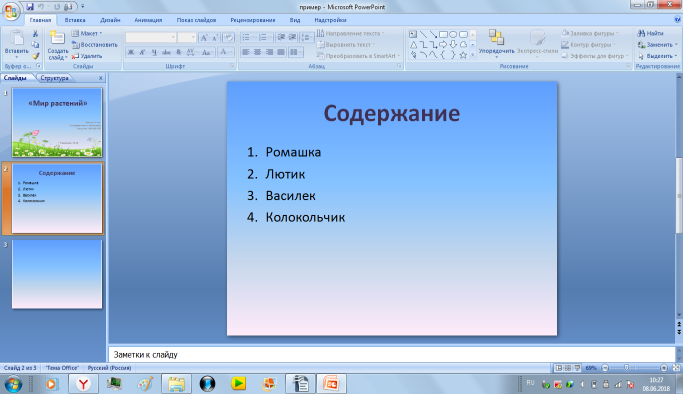 пример - Microsoft PowerPoint
Главная Вставка Дизайн Анимация Показ слайдов Рецензирование Вид Надстройки
Вставить
Создать слайд
Макет
Восстановить
Удалить
Направление текста
Выровнять текст
Преобразовать в SmartArt
Упорядочить
Экспресс-стили
Заливка фигуры
Контур фигуры
Эффекты для фигур
Найти
Заменить
Выделить
Буфер о... Слайды Шрифт Абзац Рисование Редактирование
Слайды Структура
1
«Мир растений»
2
Содержание
1. Ромашка
2. Лютик
3. Василек
4. Колокольчик
3
Содержание
1. Ромашка
2. Лютик
3. Василек
4. Колокольчик
Заметки к слайду
Слайд 2 из 3 "Тема Office" Русский (Россия) 69%
RU 10:27
08.06.2018